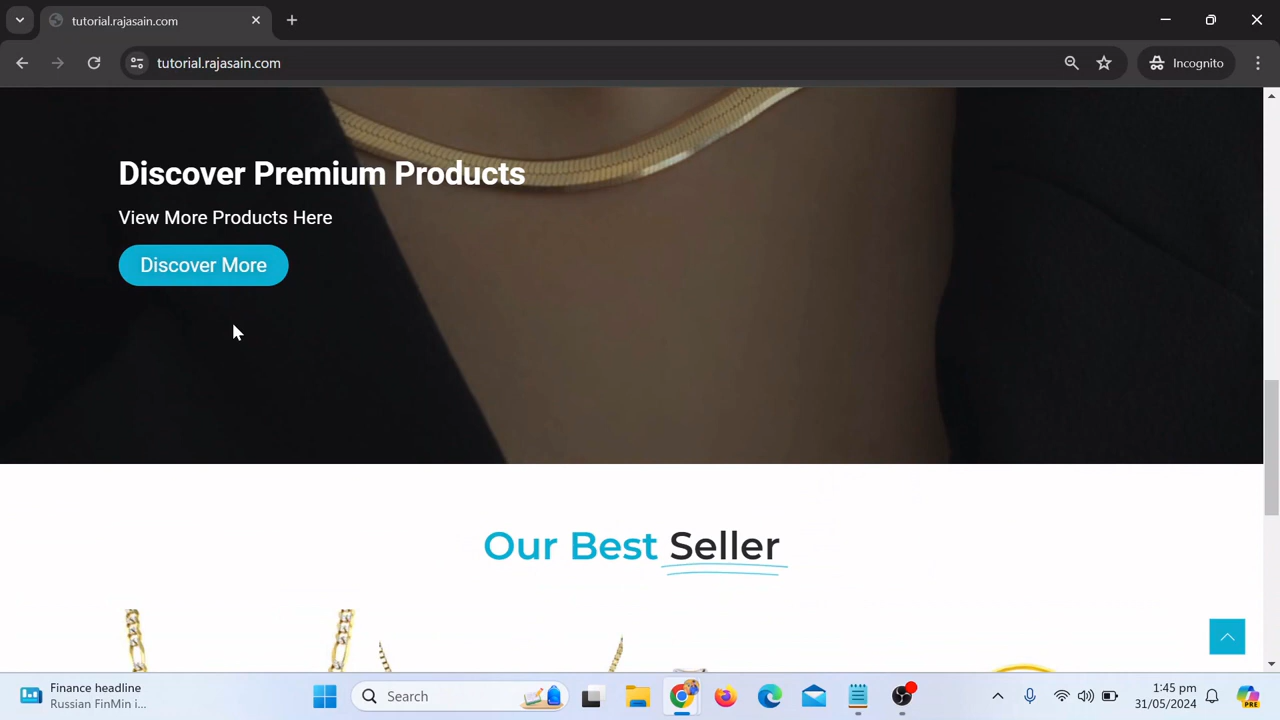 tutorial.rajasain.com
tutorial.rajasain.com
Incognito
Discover Premium Products
View More Products Here
Discover More
Our Best Seller
Finance headline
Russian FinMin i...
Search
PRE
1:45 pm
31/05/2024